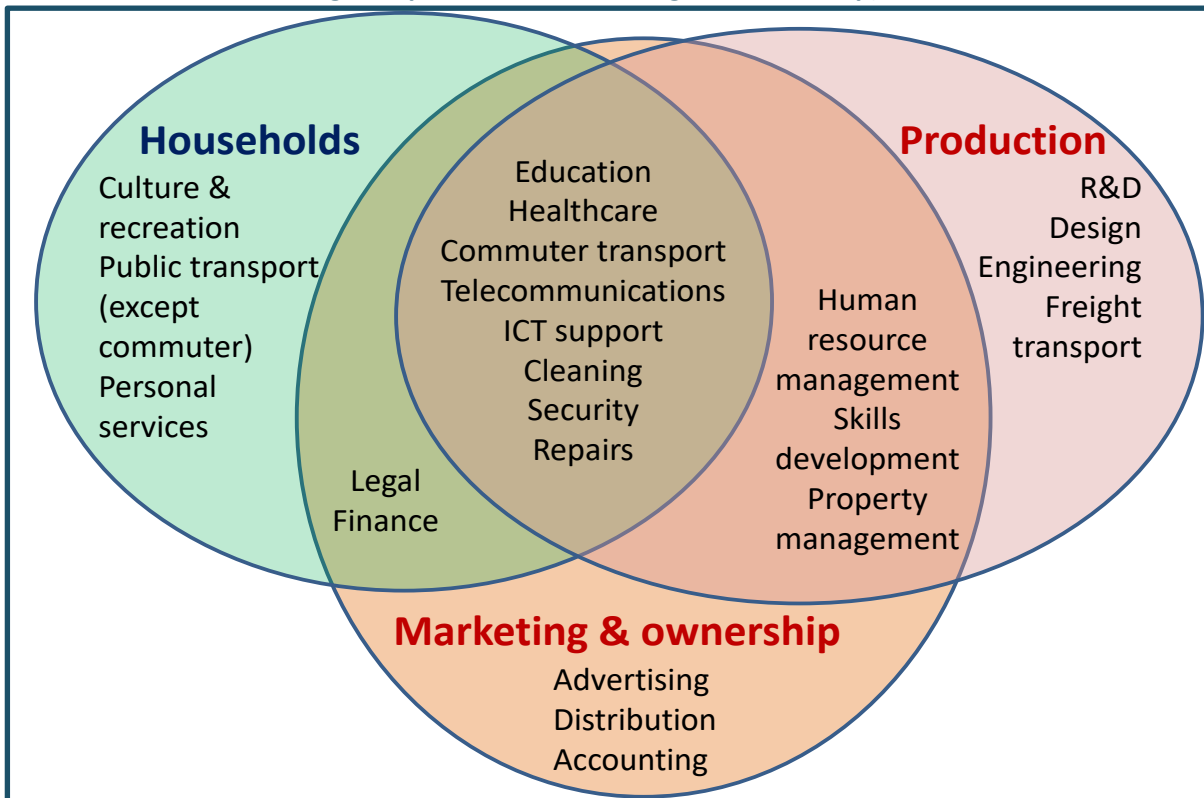 Households
Culture &
recreation
Public transport
(except
commuter)
Personal
services
Education
Healthcare
Commuter transport
Telecommunications
ICT support
Cleaning
Security
Repairs
Production
R&D
Design
Engineering
Freight
transport
Human
resource
management
Skills
development
Property
management
Legal
Finance
Marketing & ownership
Advertising
Distribution
Accounting